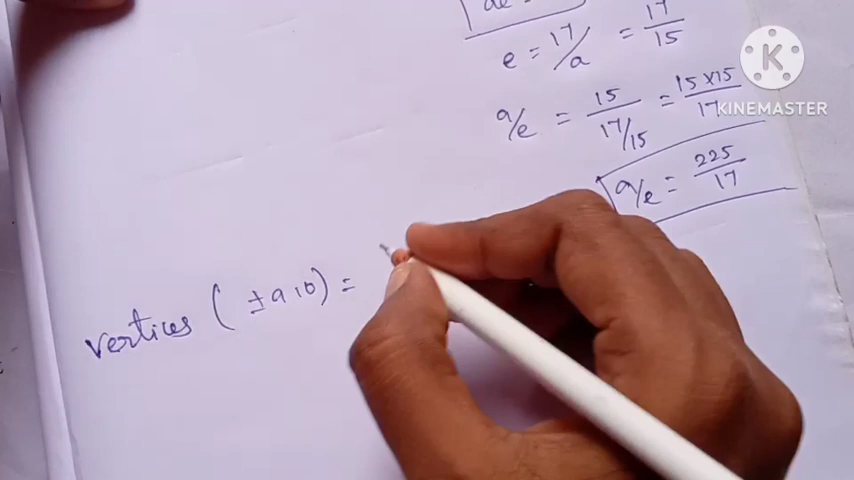 e = 17/a = 17/15
a/e = 15/17/15 = 15×15/17
a/e = 225/17
vertices (±a,0) =
K
KINEMASTER